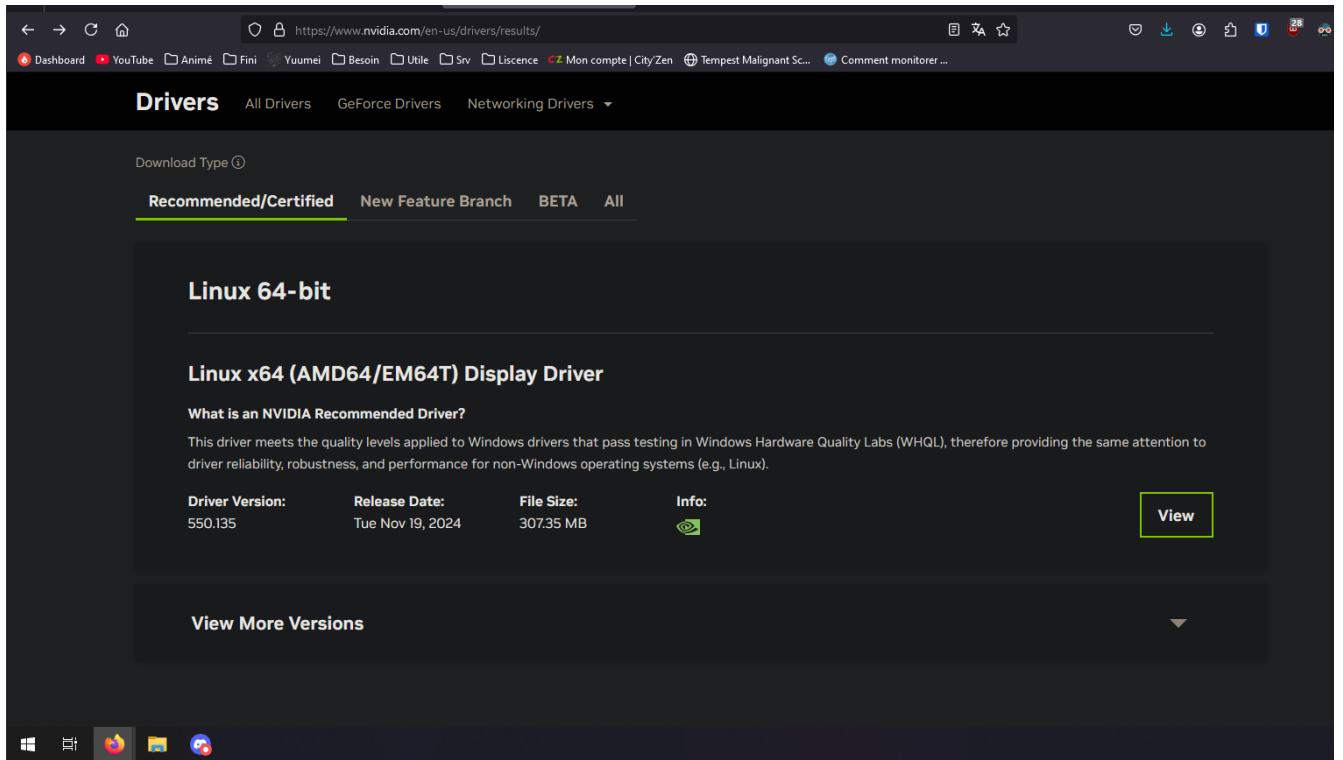 https://www.nvidia.com/en-us/drivers/results/
28
Dashboard YouTube Animé Fini Yuumei Besoin Utile Srv Liscence CZ Mon compte | City'Zen Tempest Malignant Sc... Comment monitorer ...
Drivers All Drivers GeForce Drivers Networking Drivers
Download Type
Recommended/Certified New Feature Branch BETA All
Linux 64-bit
Linux x64 (AMD64/EM64T) Display Driver
What is an NVIDIA Recommended Driver?
This driver meets the quality levels applied to Windows drivers that pass testing in Windows Hardware Quality Labs (WHQL), therefore providing the same attention to
driver reliability, robustness, and performance for non-Windows operating systems (e.g., Linux).
Driver Version: Release Date: File Size: Info:
550.135 Tue Nov 19, 2024 307.35 MB
View
View More Versions